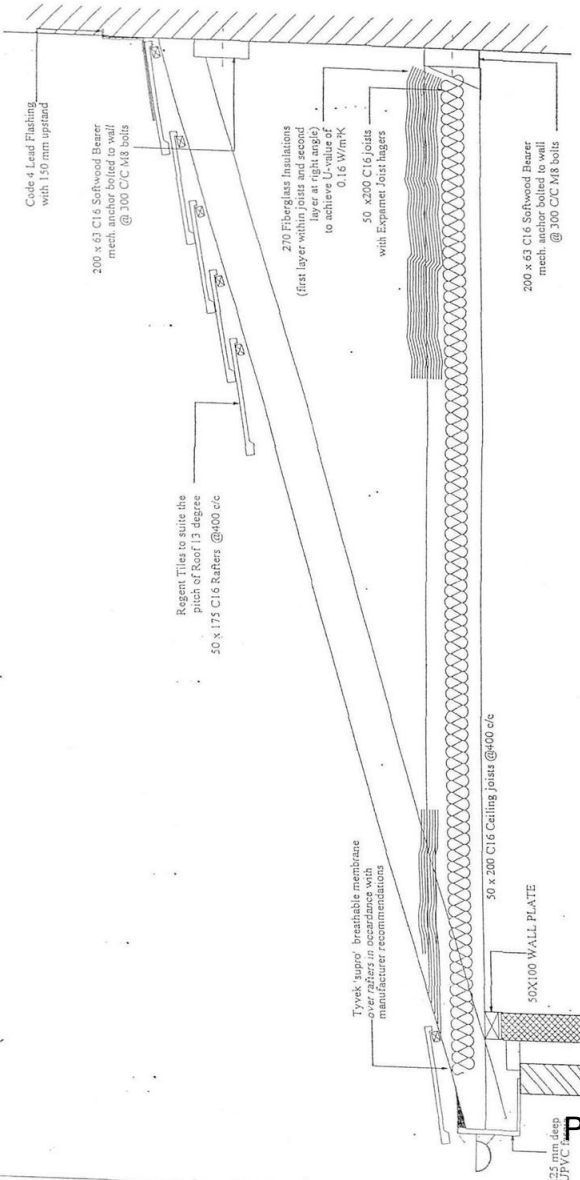 Code 4 Lead Flashing
with 150 mm upstand
200 x 63 C16 Softwood Bearer
mech. anchor bolted to wall
@ 300 C/C M8 bolts
Regent Tiles to suite the
pitch of Roof 13 degree
50 x 175 C16 Rafters @400 c/c
270 Fiberglass Insulations
(first layer within joists and second
layer at right angle)
to achieve U-value of
0.16 W/m²K
50 x200 C16 joists
with Expamet Joist hagers
200 x 63 C16 Softwood Bearer
mech. anchor bolted to wall
@ 300 C/C M8 bolts
Tyvek 'supro' breathable membrane
over rafters in occardance with
manufacturer recommendations
50 x 200 C16 Ceiling joists @400 c/c
50X100 WALL PLATE
25 mm deep
P